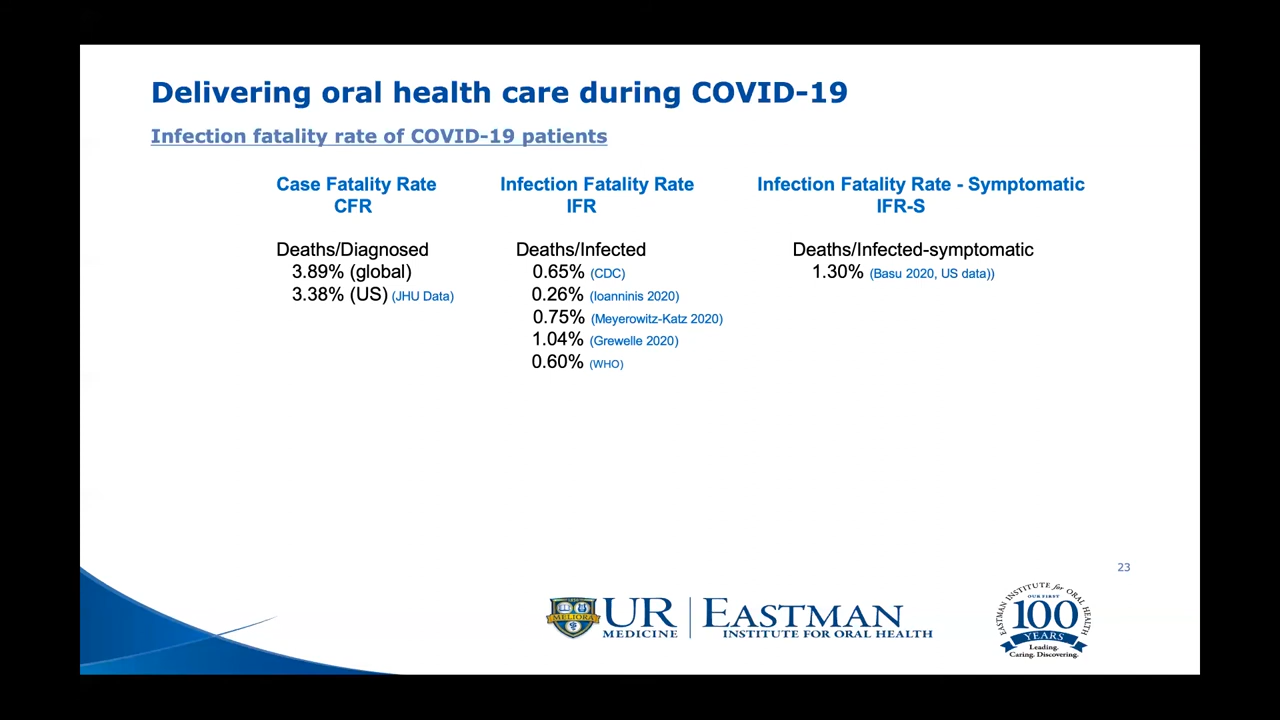 Delivering oral health care during COVID-19
Infection fatality rate of COVID-19 patients
Case Fatality Rate
CFR
Deaths/Diagnosed
3.89% (global)
3.38% (US) (JHU Data)
Infection Fatality Rate
IFR
Deaths/Infected
0.65% (CDC)
0.26% (Ioanninis 2020)
0.75% (Meyerowitz-Katz 2020)
1.04% (Grewelle 2020)
0.60% (WHO)
Infection Fatality Rate - Symptomatic
IFR-S
Deaths/Infected-symptomatic
1.30% (Basu 2020, US data))
23
MELIORA
UR
MEDICINE
EASTMAN
INSTITUTE FOR ORAL HEALTH
EASTMAN INSTITUTE for ORAL HEALTH
OUR FIRST
100
YEARS
Leading.
Caring. Discovering.